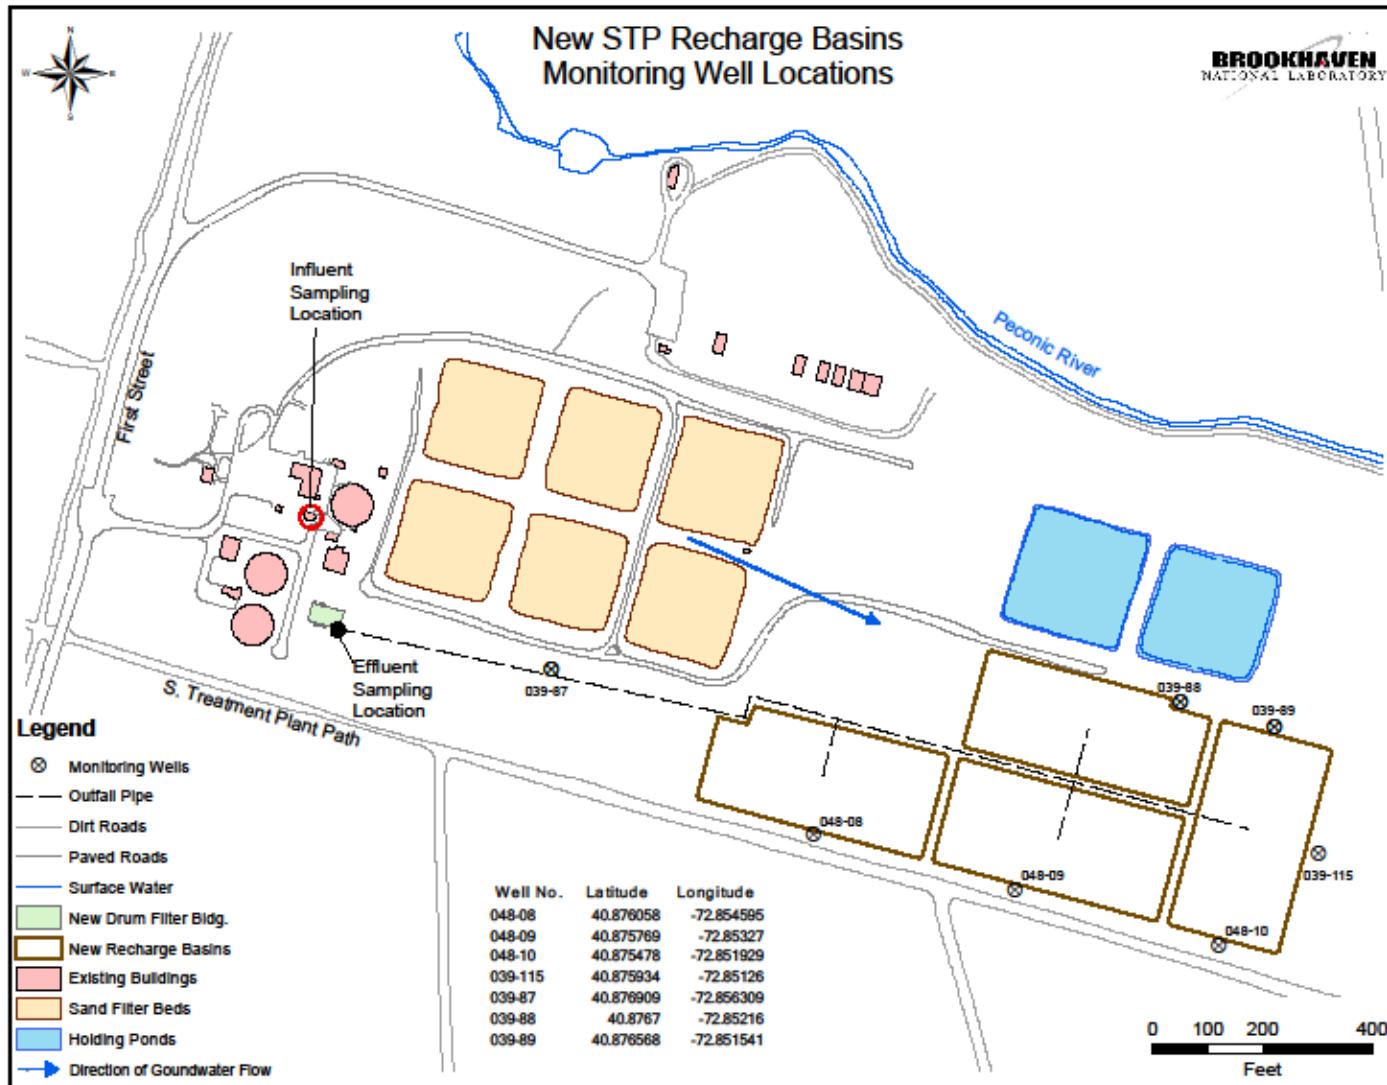 New STP Recharge Basins
Monitoring Well Locations
BROOKHAVEN
NATIONAL LABORATORY
N
W
E
S
Influent
Sampling
Location
First Street
Peconic River
039-87
Effluent
Sampling
Location
S. Treatment Plant Path
039-88
039-89
048-08
048-09
039-115
048-10
Legend
Monitoring Wells
Outfall Pipe
Dirt Roads
Paved Roads
Surface Water
New Drum Filter Bldg.
New Recharge Basins
Existing Buildings
Sand Filter Beds
Holding Ponds
Direction of Goundwater Flow
Well No. Latitude Longitude
048-08 40.876058 -72.854595
048-09 40.875769 -72.85327
048-10 40.875478 -72.851929
039-115 40.875934 -72.85126
039-87 40.876909 -72.856309
039-88 40.8767 -72.85216
039-89 40.876568 -72.851541
0 100 200 400
Feet